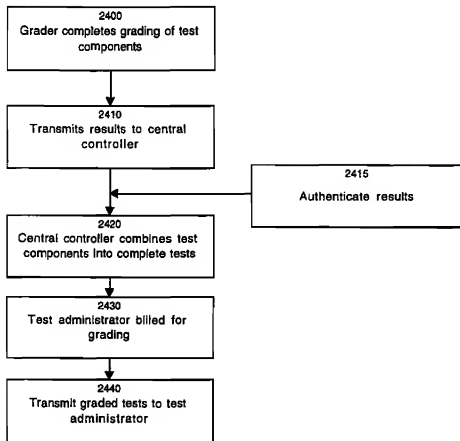 2400
Grader completes grading of test
components
2410
Transmits results to central
controller
2415
Authenticate results
2420
Central controller combines test
components into complete tests
2430
Test administrator billed for
grading
2440
Transmit graded tests to test
administrator